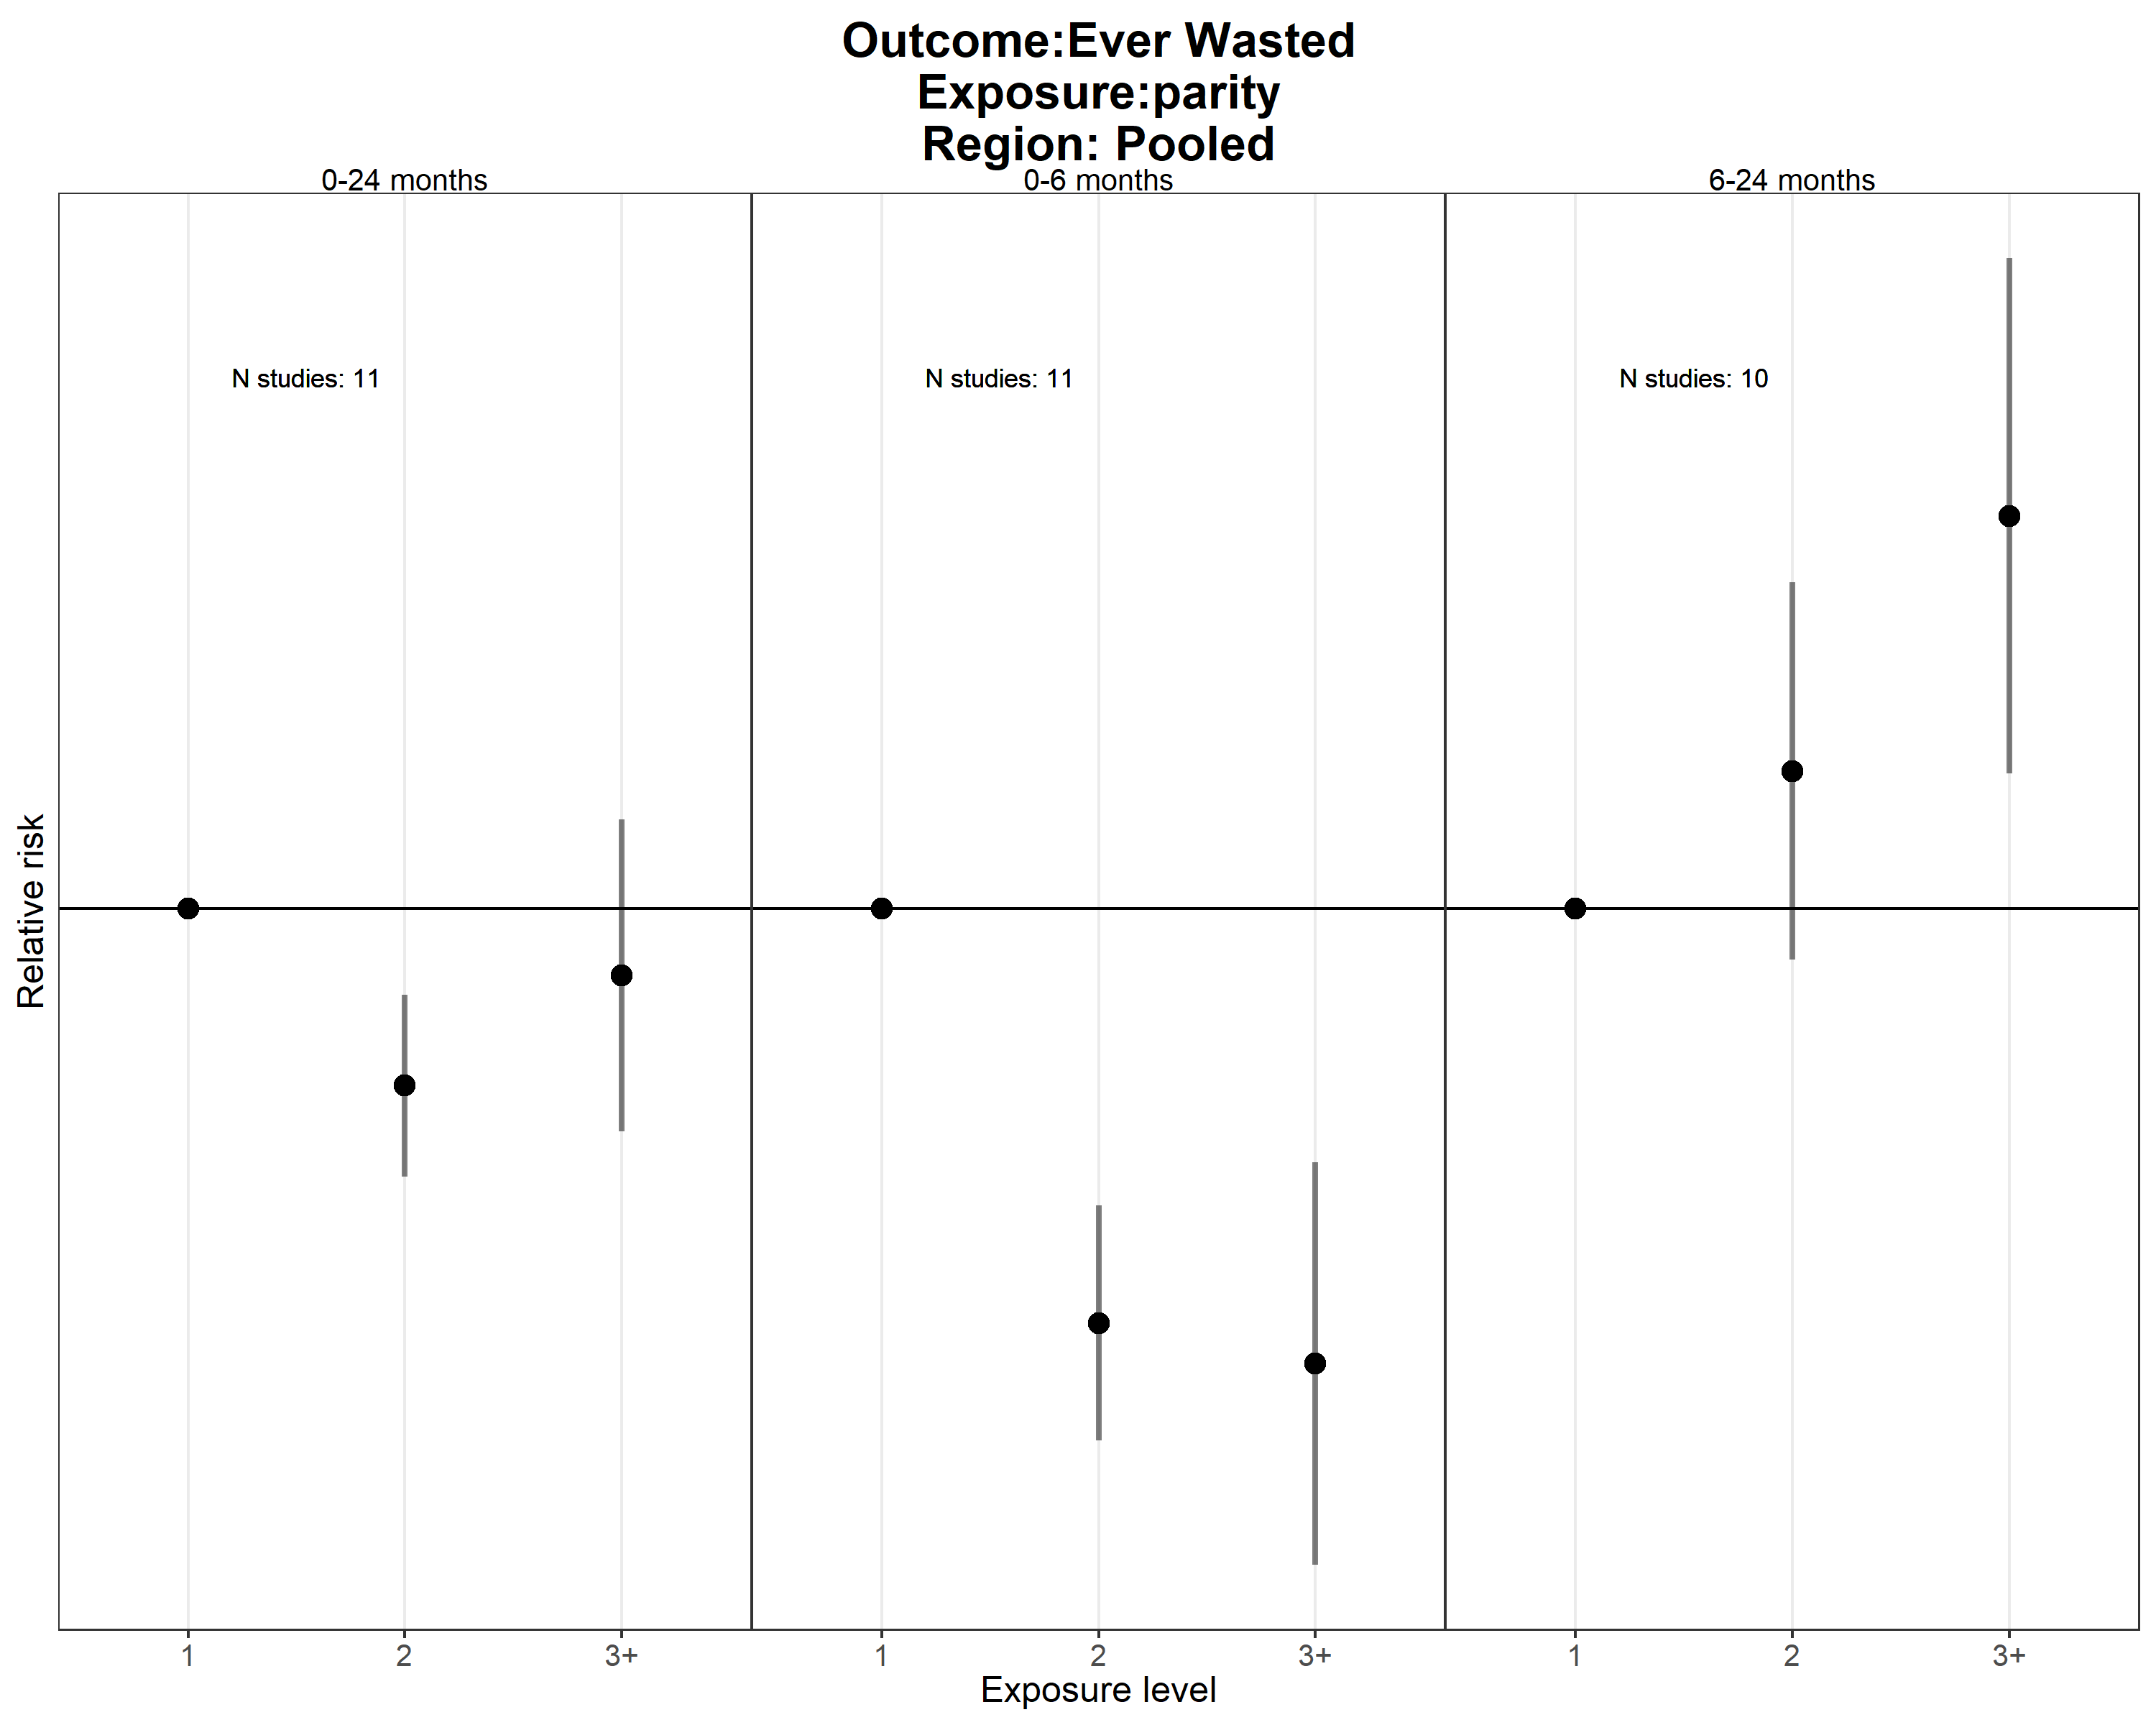 Outcome:Ever Wasted
Exposure:parity
Region: Pooled
0-24 months
0-6 months
6-24 months
N studies: 11
N studies: 11
N studies: 10
Relative risk
1
2
3+
1
2
3+
1
2
3+
Exposure level